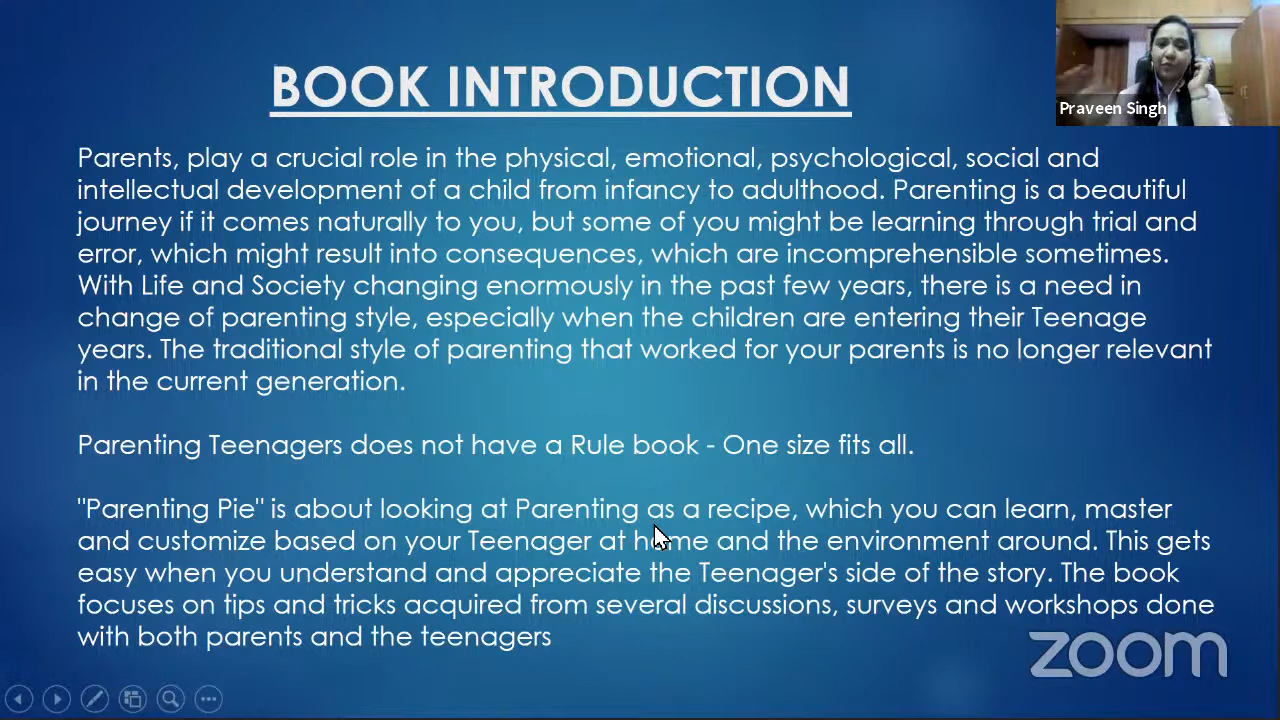 BOOK INTRODUCTION
Praveen Singh
Parents, play a crucial role in the physical, emotional, psychological, social and
intellectual development of a child from infancy to adulthood. Parenting is a beautiful
journey if it comes naturally to you, but some of you might be learning through trial and
error, which might result into consequences, which are incomprehensible sometimes.
With Life and Society changing enormously in the past few years, there is a need in
change of parenting style, especially when the children are entering their Teenage
years. The traditional style of parenting that worked for your parents is no longer relevant
in the current generation.
Parenting Teenagers does not have a Rule book - One size fits all.
"Parenting Pie" is about looking at Parenting as a recipe, which you can learn, master
and customize based on your Teenager at home and the environment around. This gets
easy when you understand and appreciate the Teenager's side of the story. The book
focuses on tips and tricks acquired from several discussions, surveys and workshops done
with both parents and the teenagers
zoom